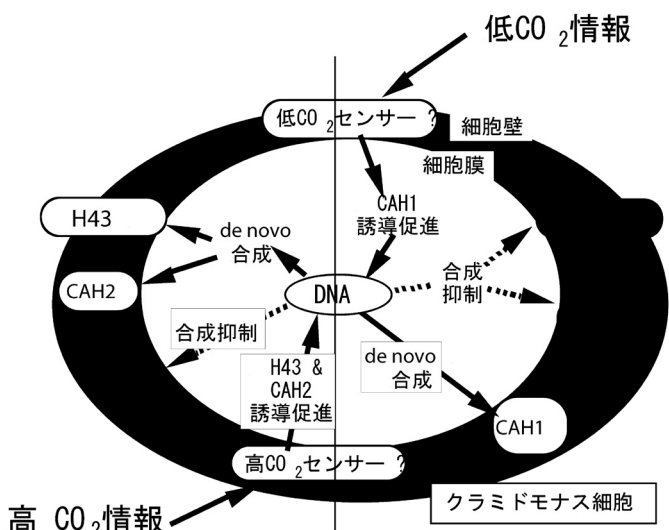 低CO2情報
低CO2センサー?
細胞壁
細胞膜
CAH1
誘導促進
H43
de novo
合成
CAH2
DNA
合成
抑制
合成抑制
de novo
合成
H43 &
CAH2
誘導促進
CAH1
高CO2センサー?
クラミドモナス細胞
高 CO2情報